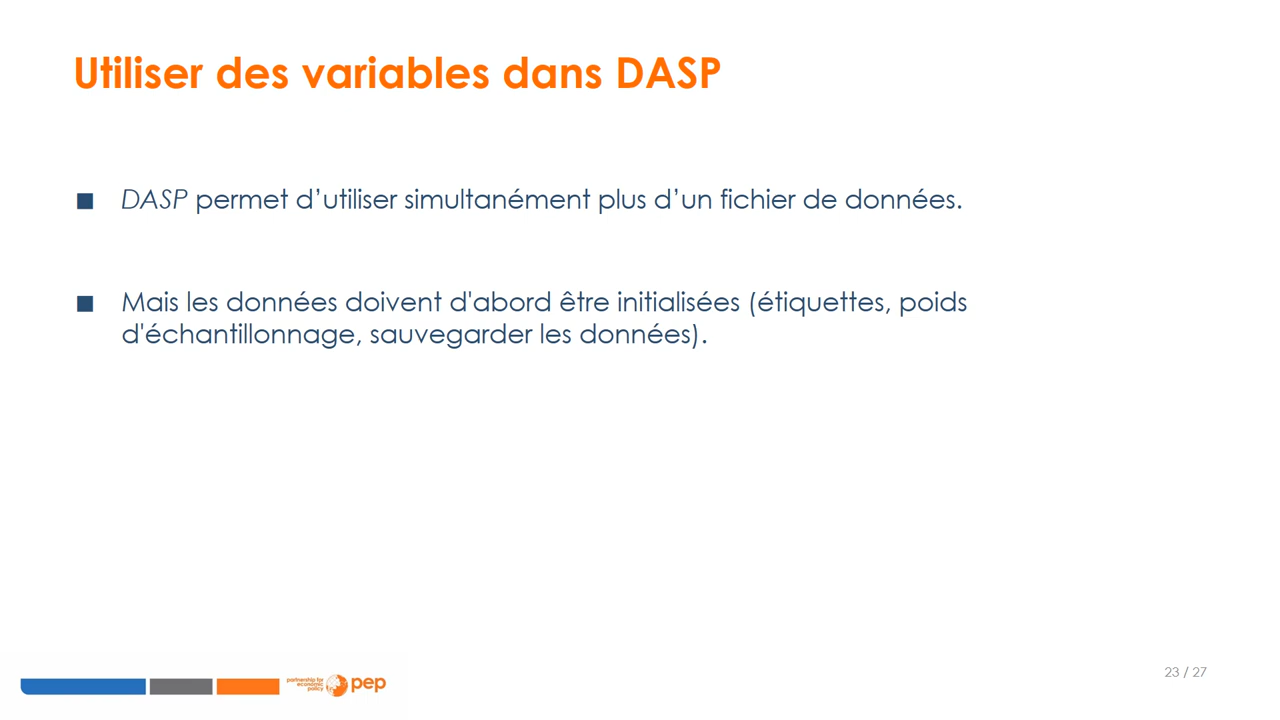 Utiliser des variables dans DASP
■ DASP permet d’utiliser simultanément plus d’un fichier de données.
■ Mais les données doivent d'abord être initialisées (étiquettes, poids
d'échantillonnage, sauvegarder les données).
partnership for
economic
policy
pep
23 / 27